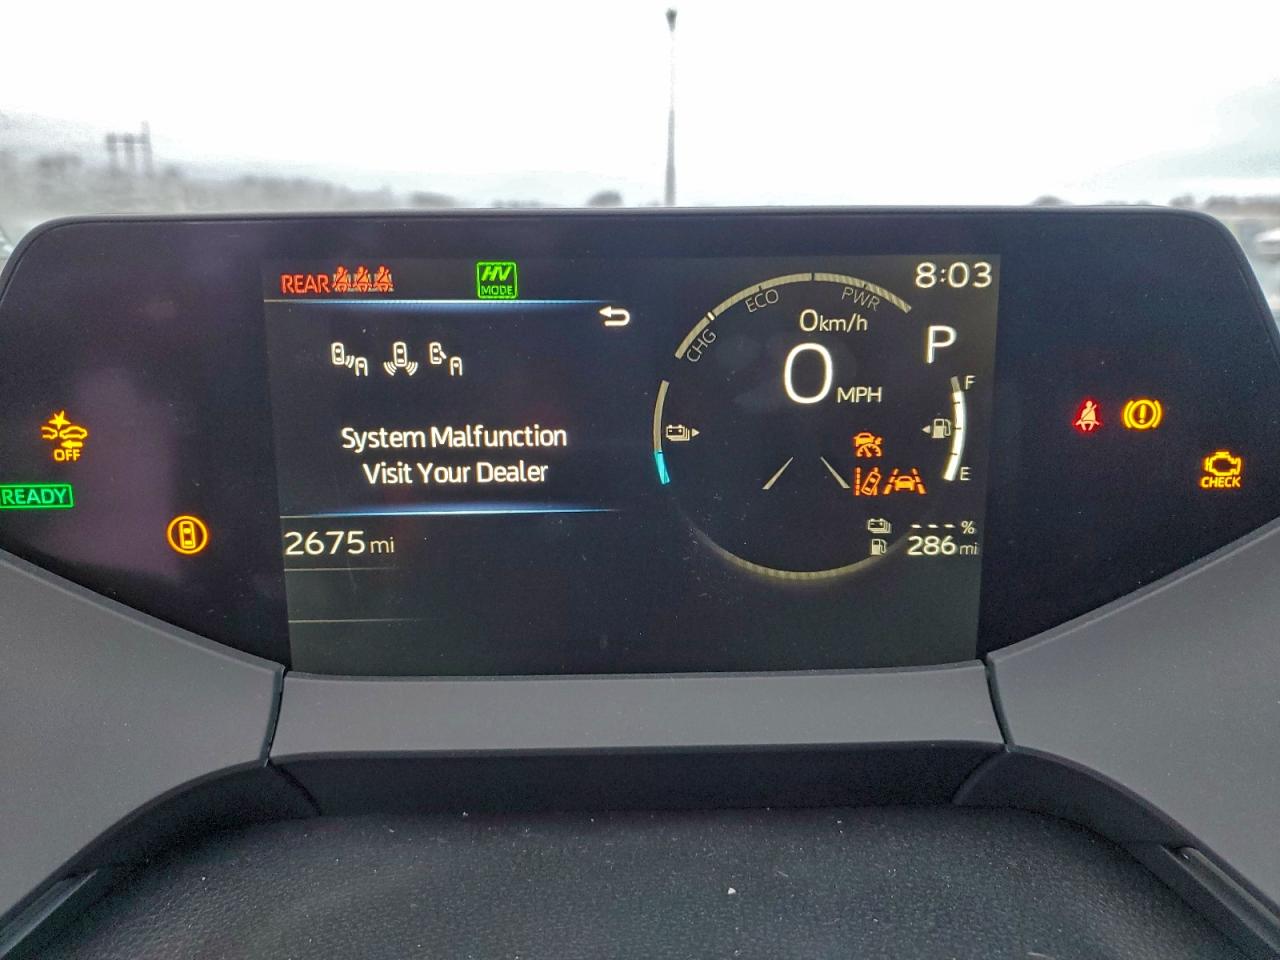 REAR
HV
MODE
8:03
CHG
ECO
PWR
0km/h
P
0 MPH
F
E
System Malfunction
Visit Your Dealer
OFF
READY
CHECK
2675 mi
--- %
286 mi